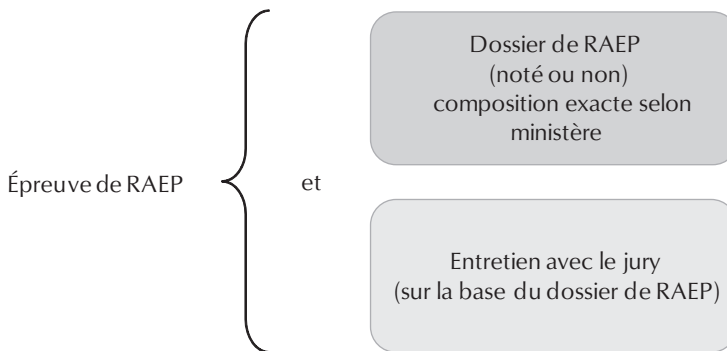 Dossier de RAEP
(noté ou non)
composition exacte selon
ministère
Épreuve de RAEP
et
Entretien avec le jury
(sur la base du dossier de RAEP)